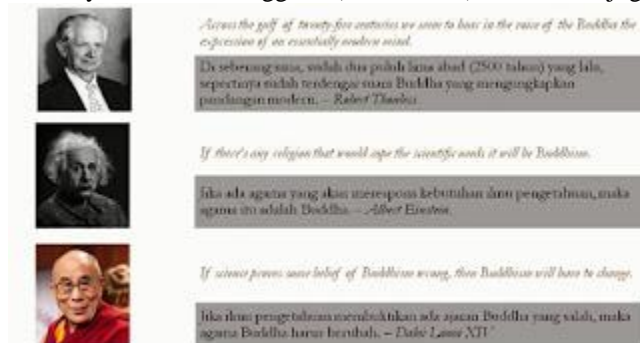 Across the gulf of twenty-five centuries we seem to hear in the voice of the Buddha the
expression of an essentially modern mind.
Di seberang sana, sudah dua puluh lima abad (2500 tahun) yang lalu,
sepertinya sudah terdengar suara Buddha yang mengungkapkan
pandangan modern. – Robert
If there's any religion that would cope the scientific needs it will be Buddhism.
Jika ada agama yang akan merespons kebutuhan ilmu pengetahuan, maka
agama itu adalah Buddha. – Albert Einstein
If science proves some belief of Buddhism wrong, then Buddhism will have to change.
Jika ilmu pengetahuan membuktikan ada ajaran Buddha yang salah, maka
agama Buddha harus berubah. – Dalai Lama XIV